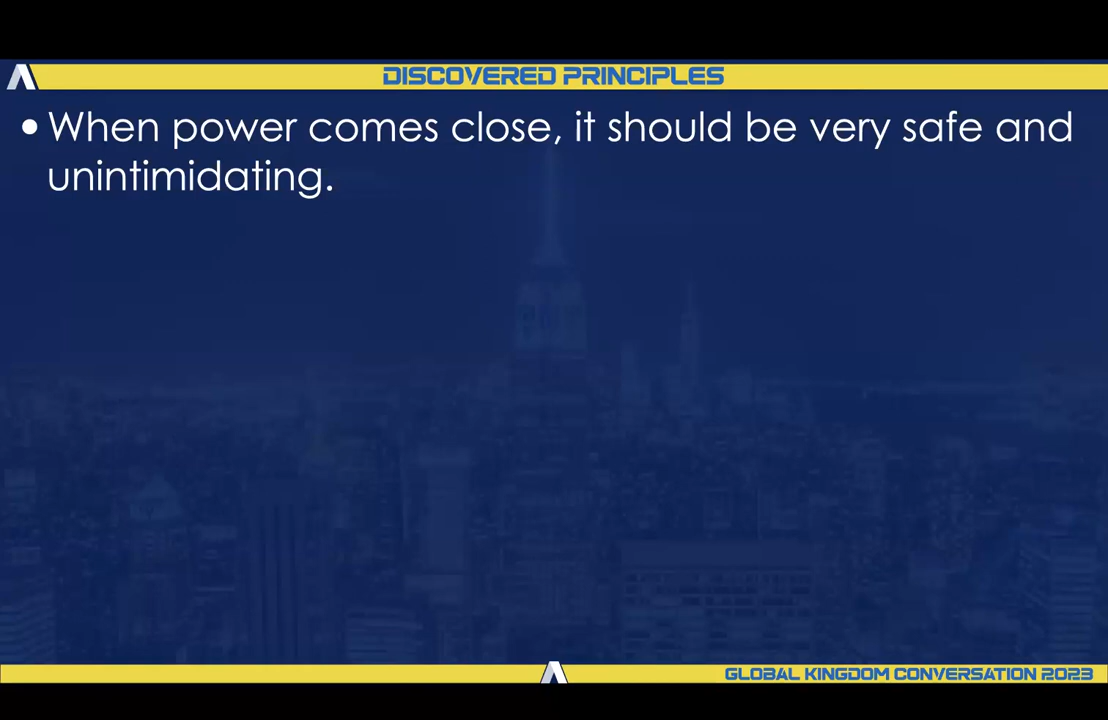 DISCOVERED PRINCIPLES
• When power comes close, it should be very safe and
unintimidating.
GLOBAL KINGDOM CONVERSATION 2023